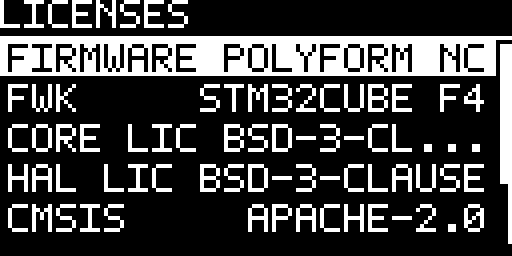 LICENSES
FIRMWARE POLYFORM NC
FWK STM32CUBE F4
CORE LIC BSD-3-CL...
HAL LIC BSD-3-CLAUSE
CMSIS APACHE-2.0